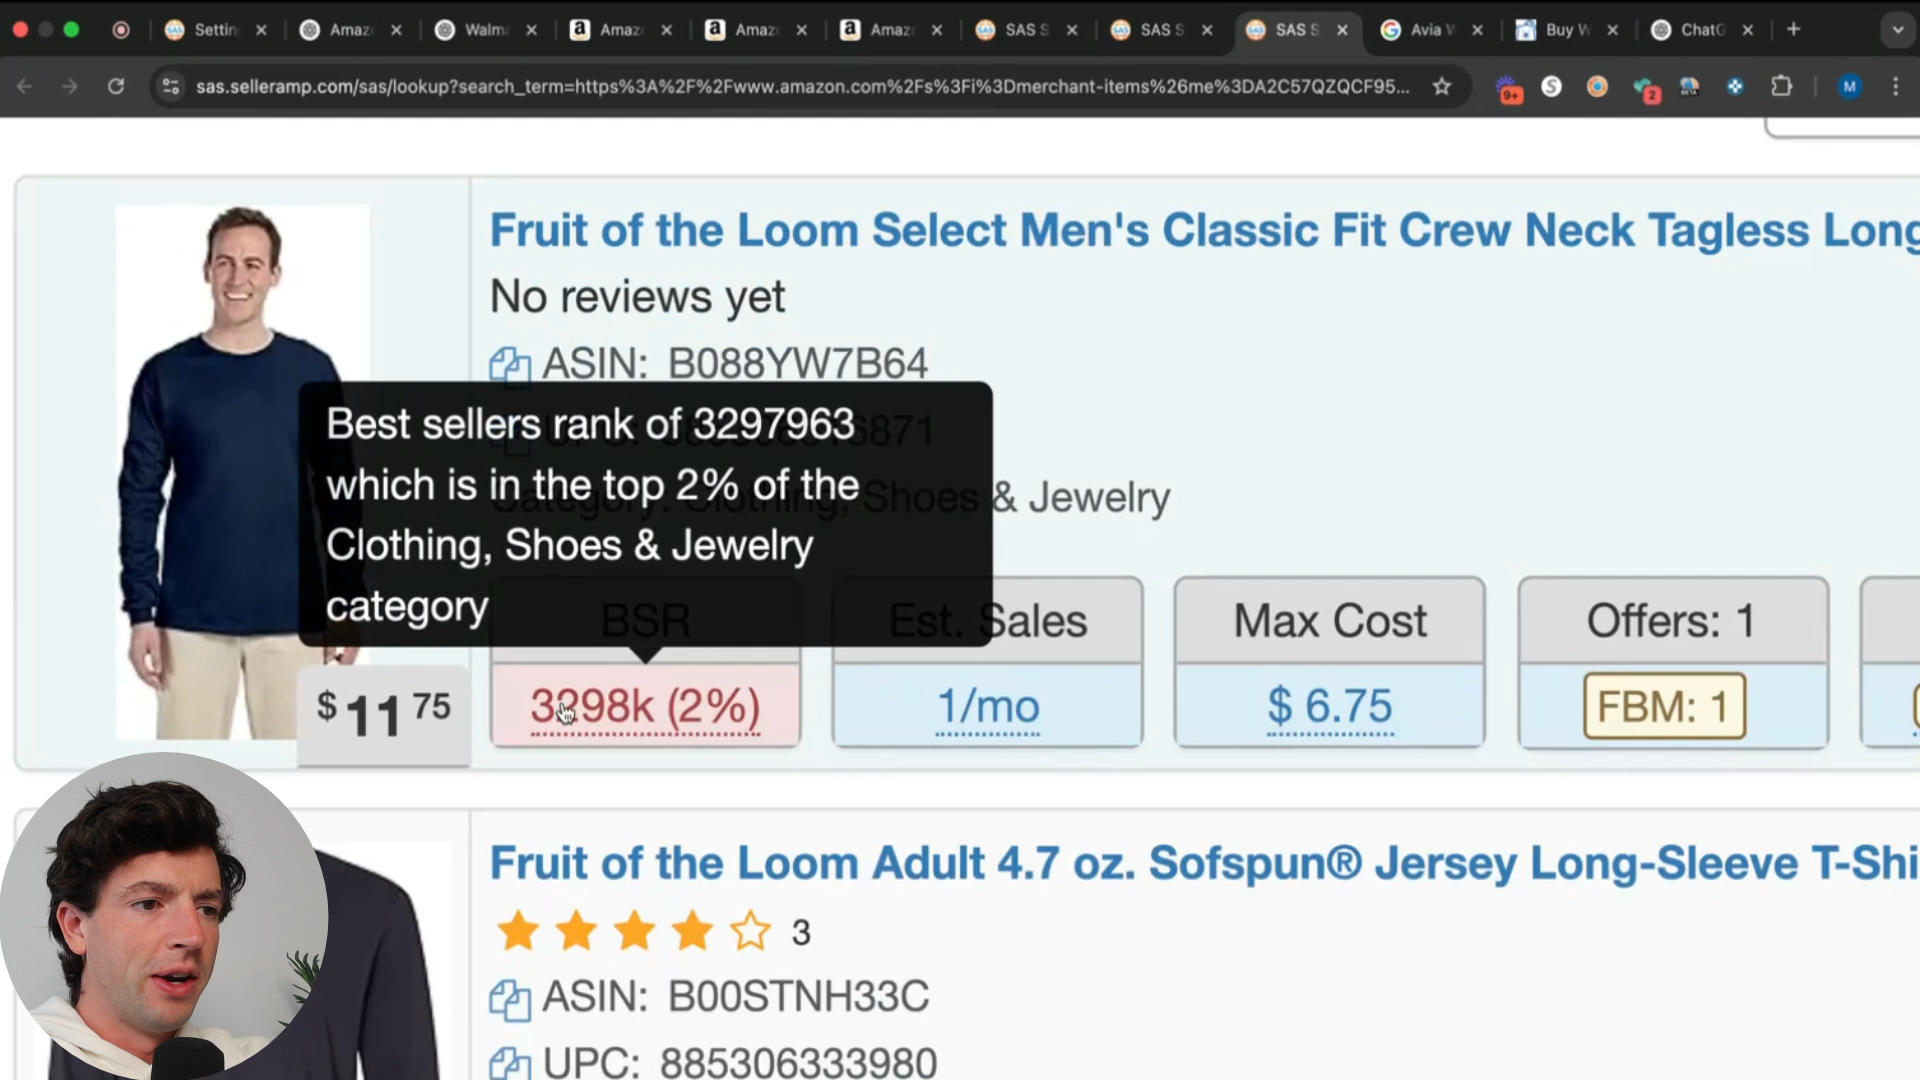 Settin
Amaz
Walm
Amaz
Amaz
Amaz
SAS S
SAS S
SAS S
Avia W
Buy W
ChatG
sas.selleramp.com/sas/lookup?search_term=https%3A%2F%2Fwww.amazon.com%2Fs%3Fi%3Dmerchant-items%26me%3DA2C57QZQCF95...
9+
2
BETA
M
Fruit of the Loom Select Men's Classic Fit Crew Neck Tagless Long
No reviews yet
ASIN: B088YW7B64
Best sellers rank of 3297963
which is in the top 2% of the
Clothing, Shoes & Jewelry
category
6871
Category: Clothing, Shoes & Jewelry
BSR
Est. Sales
Max Cost
Offers: 1
$ 11 75
3298k (2%)
1/mo
$ 6.75
FBM: 1
Fruit of the Loom Adult 4.7 oz. Sofspun® Jersey Long-Sleeve T-Shi
3
ASIN: B00STNH33C
UPC: 885306333980